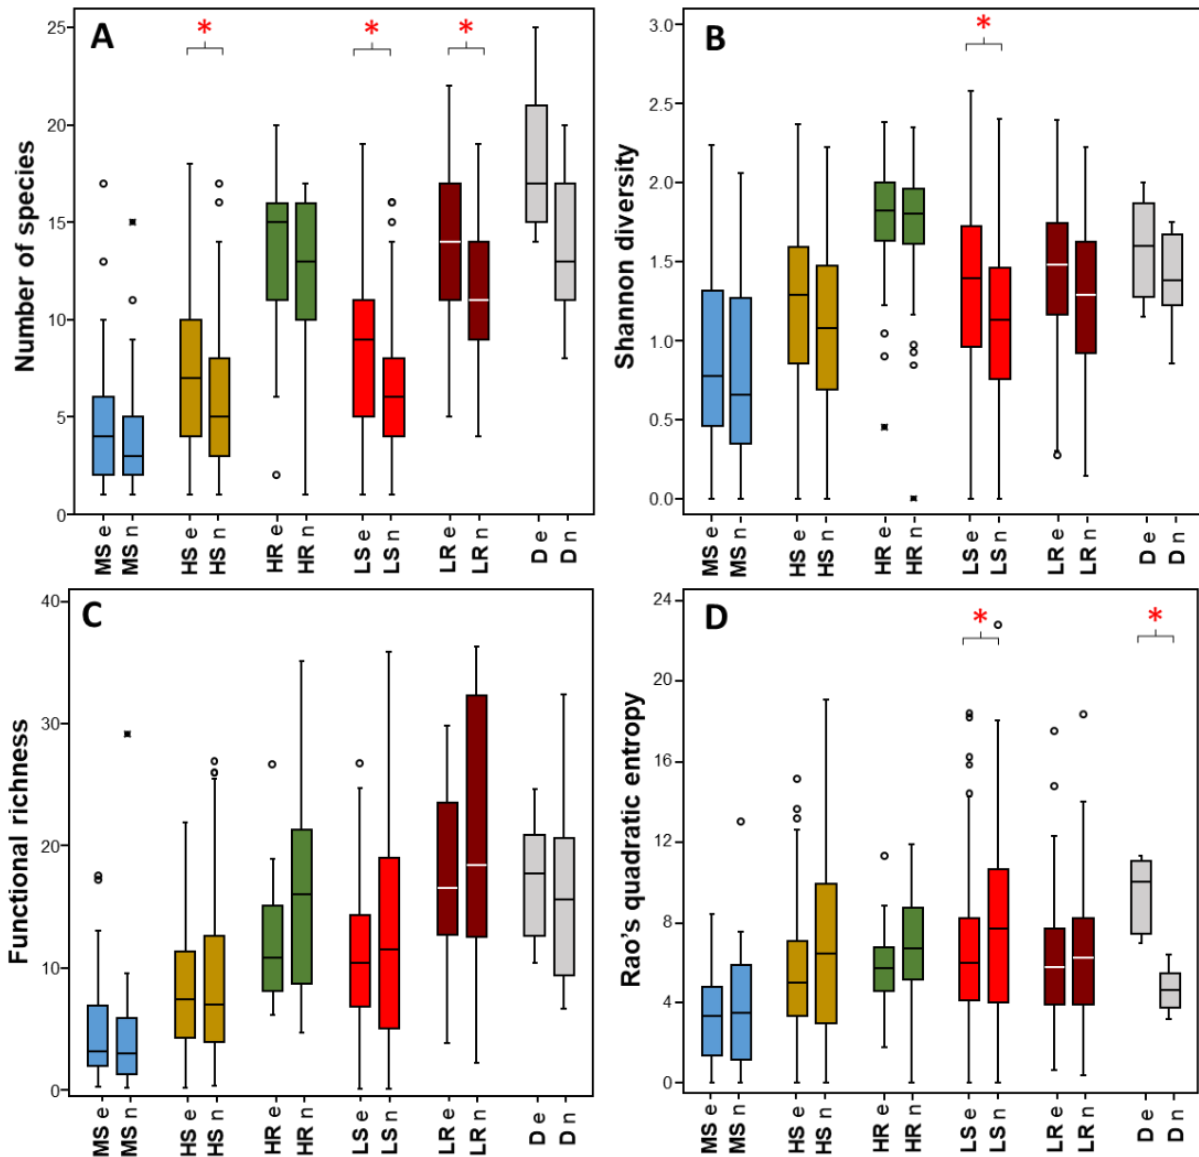 A
Number of species
25
20
15
10
5
0
* * *
MS e MS n HS e HS n HR e HR n LS e LS n LR e LR n D e D n
B
Shannon diversity
3.0
2.5
2.0
1.5
1.0
0.5
0.0
*
MS e MS n HS e HS n HR e HR n LS e LS n LR e LR n D e D n
C
Functional richness
40
30
20
10
0
MS e MS n HS e HS n HR e HR n LS e LS n LR e LR n D e D n
D
Rao's quadratic entropy
24
20
16
12
8
4
0
* *
MS e MS n HS e HS n HR e HR n LS e LS n LR e LR n D e D n